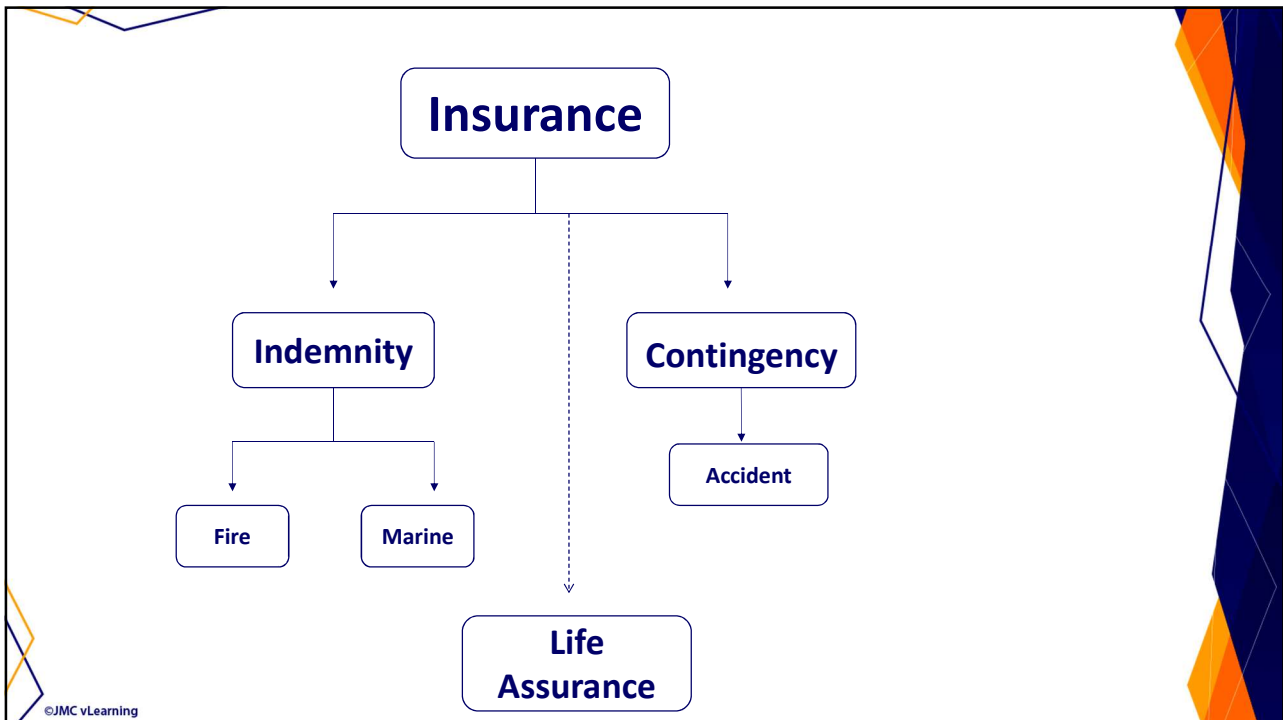 Insurance
Indemnity
Contingency
Accident
Fire
Marine
Life
Assurance
©JMC vLearning